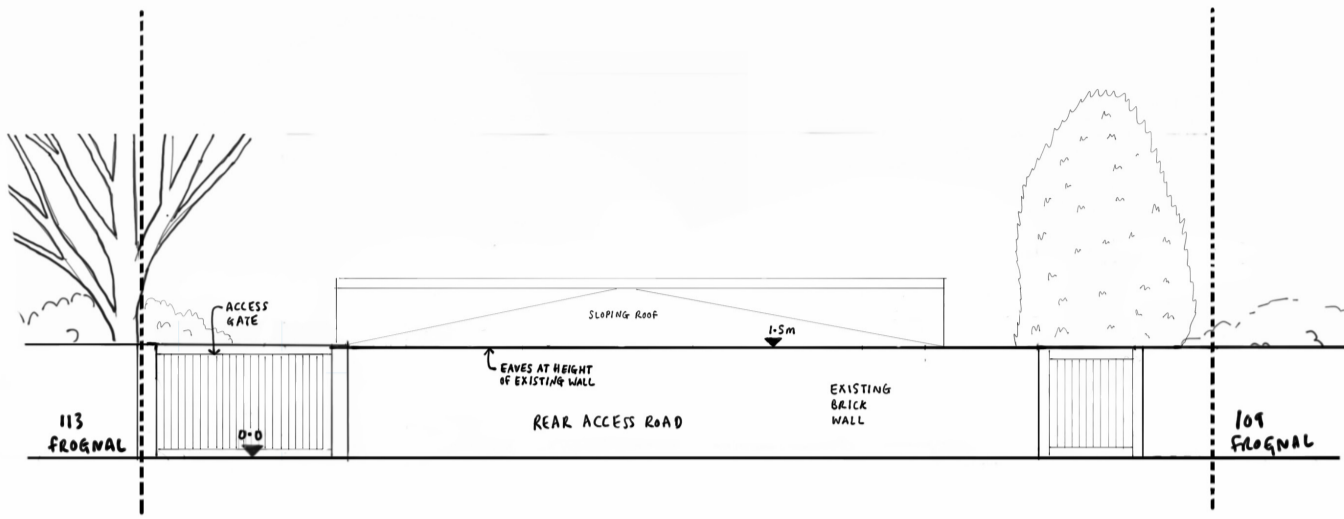 ACCESS
GATE
SLOPING ROOF
1.5m
EAVES AT HEIGHT
OF EXISTING WALL
EXISTING
BRICK
WALL
113
FROGNAL
0.0
REAR ACCESS ROAD
109
FROGNAL